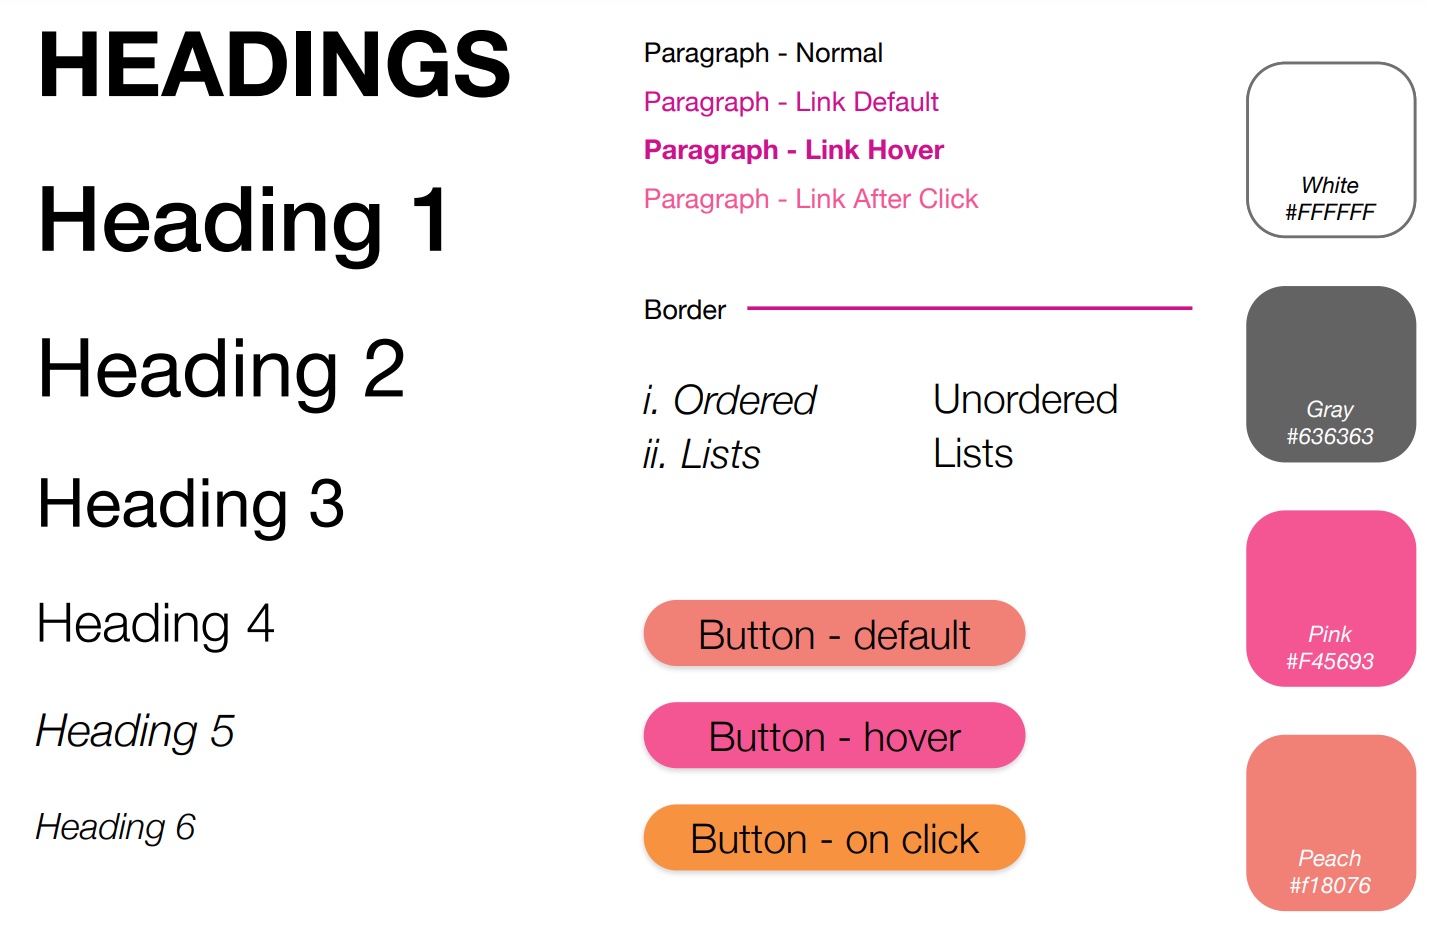 HEADINGS
Heading 1
Heading 2
Heading 3
Heading 4
Heading 5
Heading 6
Paragraph - Normal
Paragraph - Link Default
Paragraph - Link Hover
Paragraph - Link After Click
Border
i. Ordered
ii. Lists
Unordered
Lists
Button - default
Button - hover
Button - on click
White
#FFFFFF
Gray
#636363
Pink
#F45693
Peach
#f18076